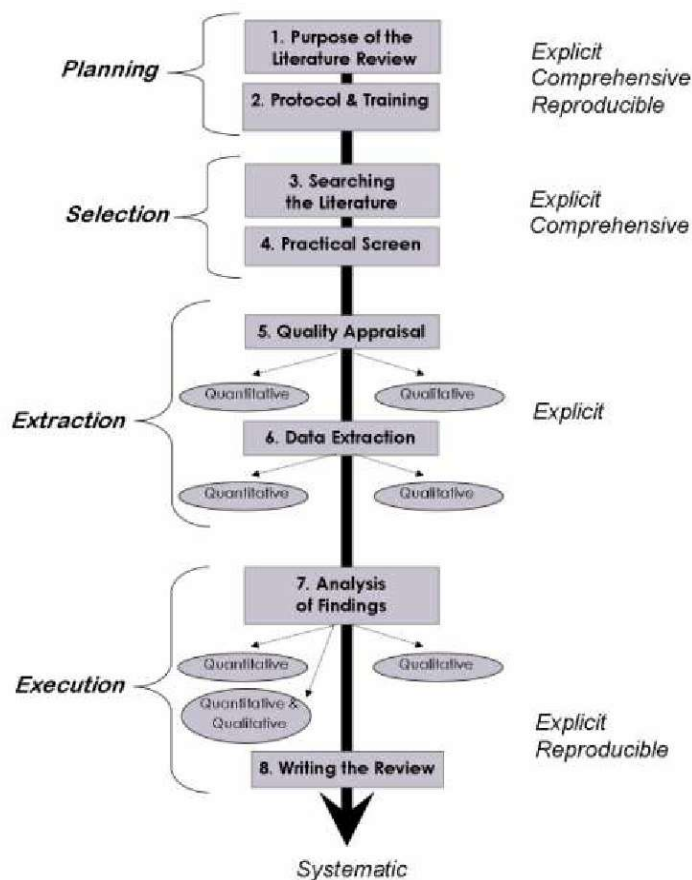 Planning
1. Purpose of the
Literature Review
2. Protocol & Training
Explicit
Comprehensive
Reproducible
Selection
3. Searching
the Literature
4. Practical Screen
Explicit
Comprehensive
Extraction
5. Quality Appraisal
Quantitative
Qualitative
6. Data Extraction
Quantitative
Qualitative
Explicit
Execution
7. Analysis
of Findings
Quantitative
Qualitative
Quantitative &
Qualitative
8. Writing the Review
Explicit
Reproducible
Systematic